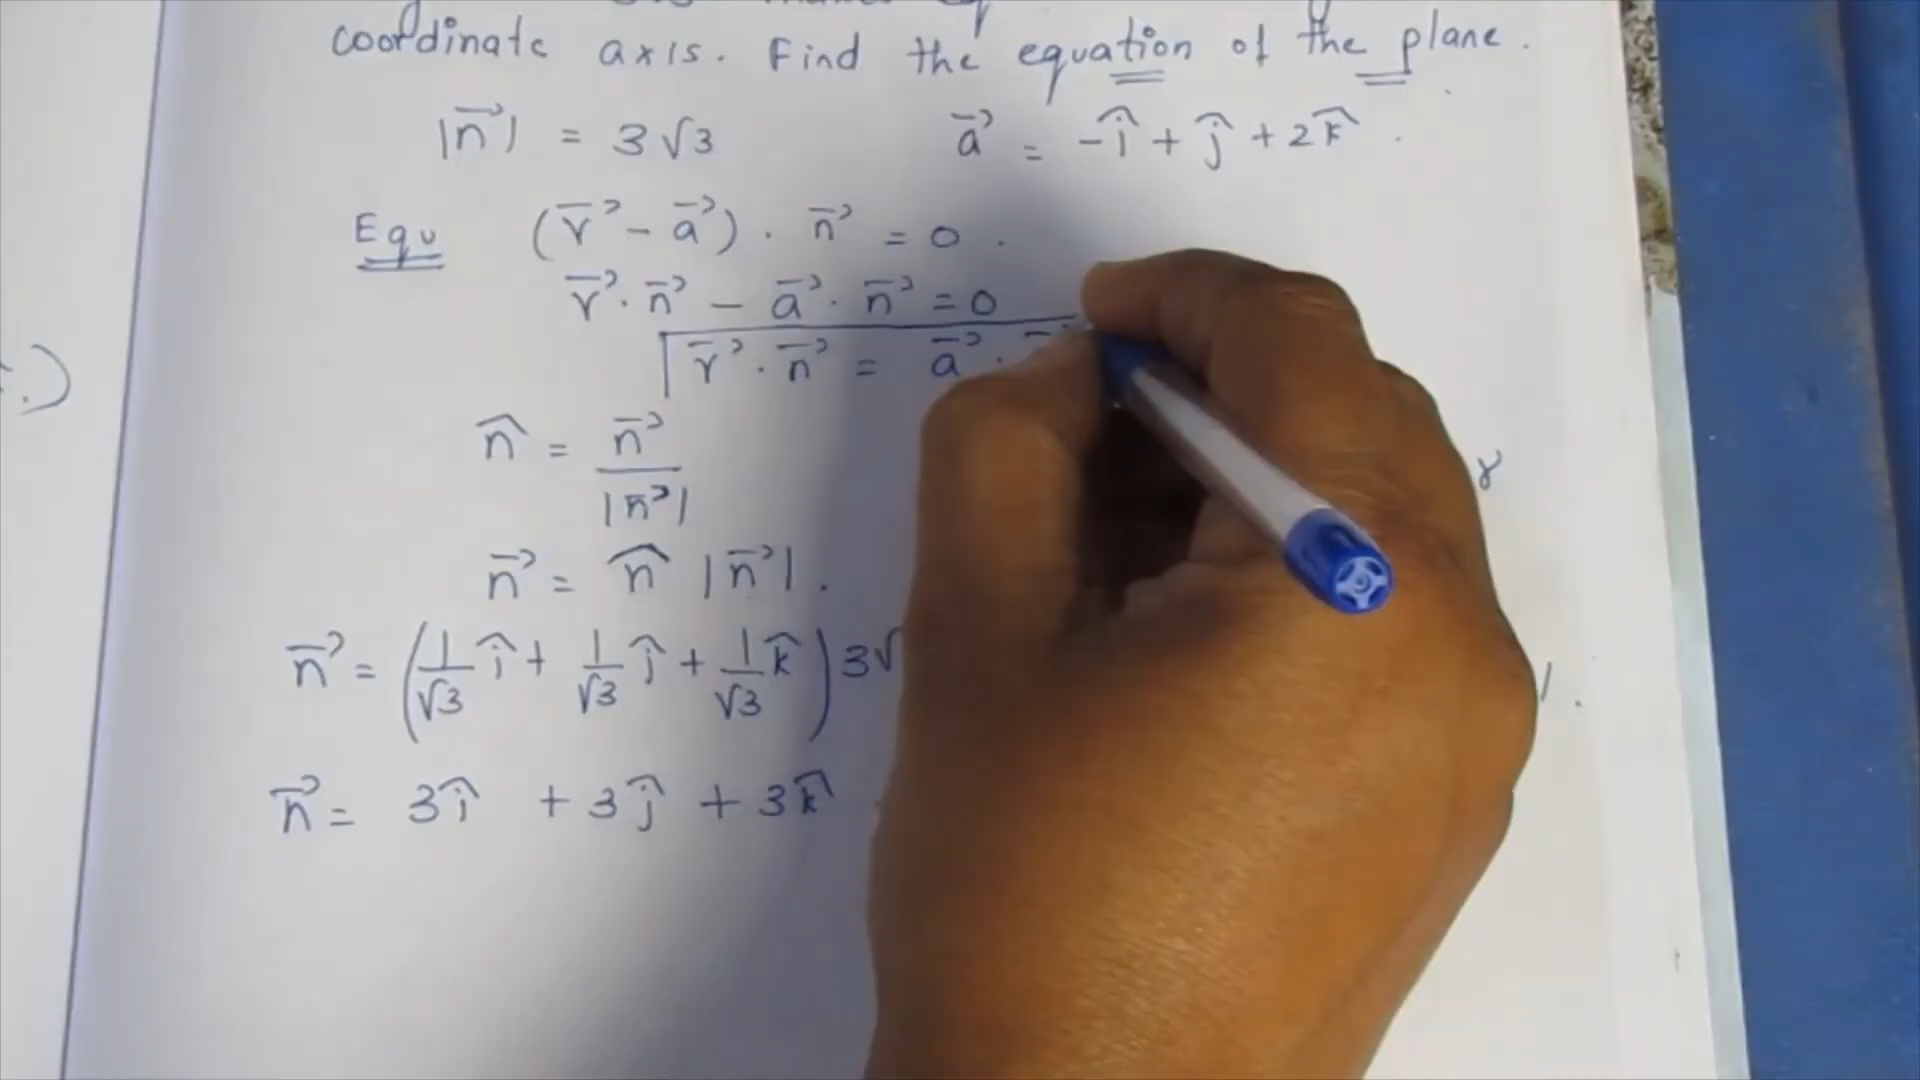 coordinate axis. Find the equation of the plane.
|n⃗| = 3√3 a⃗ = -î + ĵ + 2k̂.
Equ (r⃗ - a⃗) . n⃗ = 0.
r⃗ . n⃗ - a⃗ . n⃗ = 0
r⃗ . n⃗ = a⃗ .
n̂ = n⃗ / |n⃗|
γ
n⃗ = n̂ |n⃗|.
n⃗ = (1/√3 î + 1/√3 ĵ + 1/√3 k̂) 3√
n⃗ = 3î + 3ĵ + 3k̂